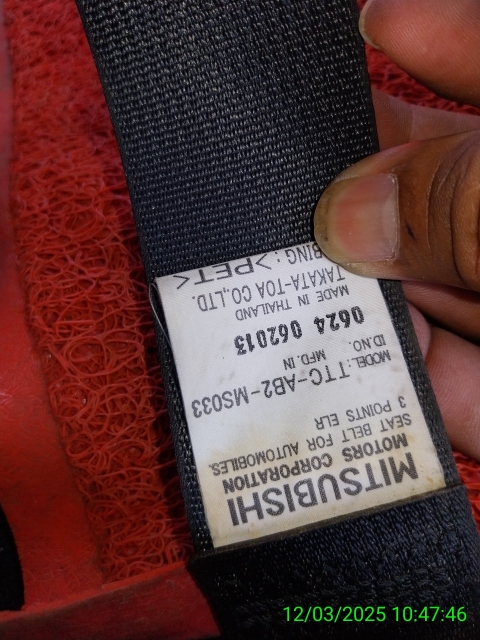 MITSUBISHI
MOTORS CORPORATION
SEAT BELT FOR AUTOMOBILES.
3 POINTS ELR
MODEL: TTC-AB2-MS033
ID.NO. MFD.IN
0624 062013
MADE IN THAILAND
TAKATA-TOA CO.,LTD.
BING : >PET<
12/03/2025 10:47:46